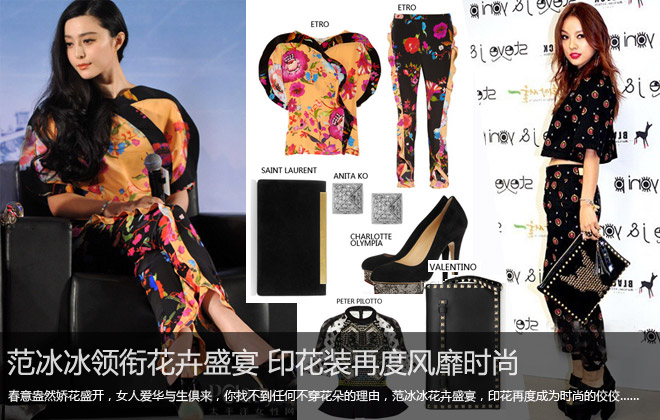 ETRO
ETRO
SAINT LAURENT
ANITA KO
CHARLOTTE
OLYMPIA
VALENTINO
PETER PILOTTO
范冰冰领衔花卉盛宴 印花装再度风靡时尚
春意盎然娇花盛开，女人爱华与生俱来，你找不到任何不穿花朵的理由，范冰冰花卉盛宴，印花再度成为时尚的佼佼......